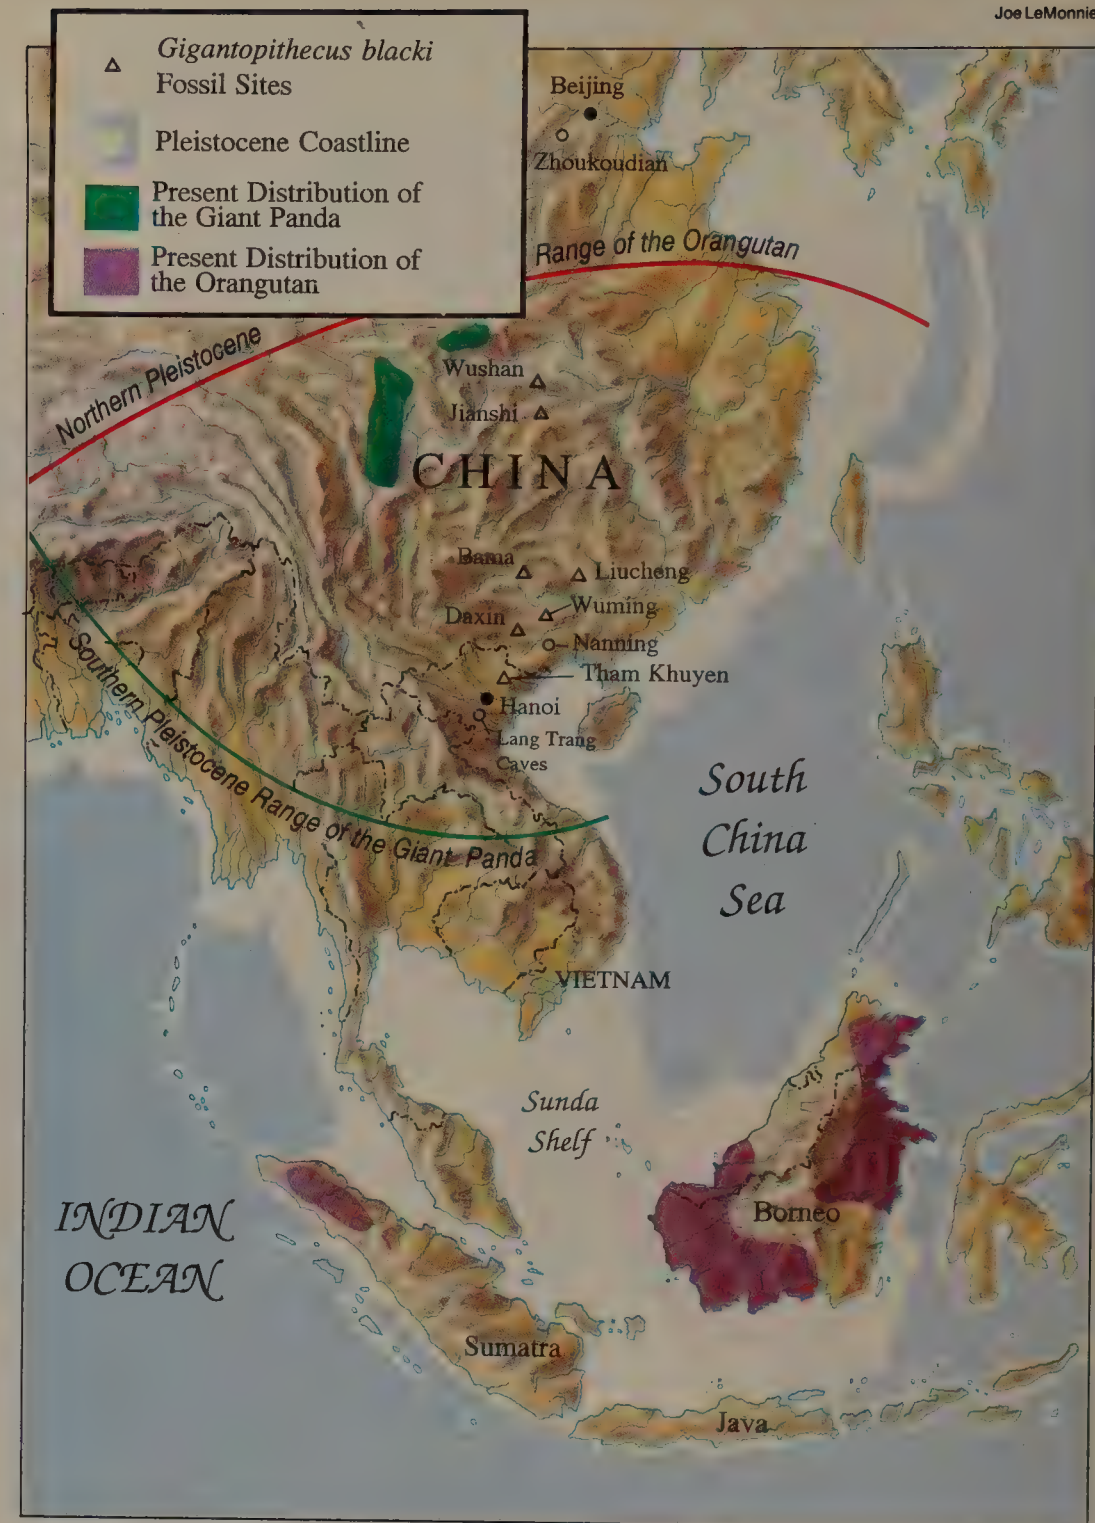 Joe LeMonnie
Gigantopithecus blacki
Fossil Sites
Pleistocene Coastline
Present Distribution of
the Giant Panda
Present Distribution of
the Orangutan
Beijing
Zhoukoudian
Northern Pleistocene Range of the Orangutan
Wushan
Jianshi
CHINA
Bama
Liucheng
Wuming
Daxin
Nanning
Tham Khuyen
Hanoi
Lang Trang
Caves
Southern Pleistocene Range of the Giant Panda
South
China
Sea
VIETNAM
Sunda
Shelf
INDIAN
OCEAN
Borneo
Sumatra
Java